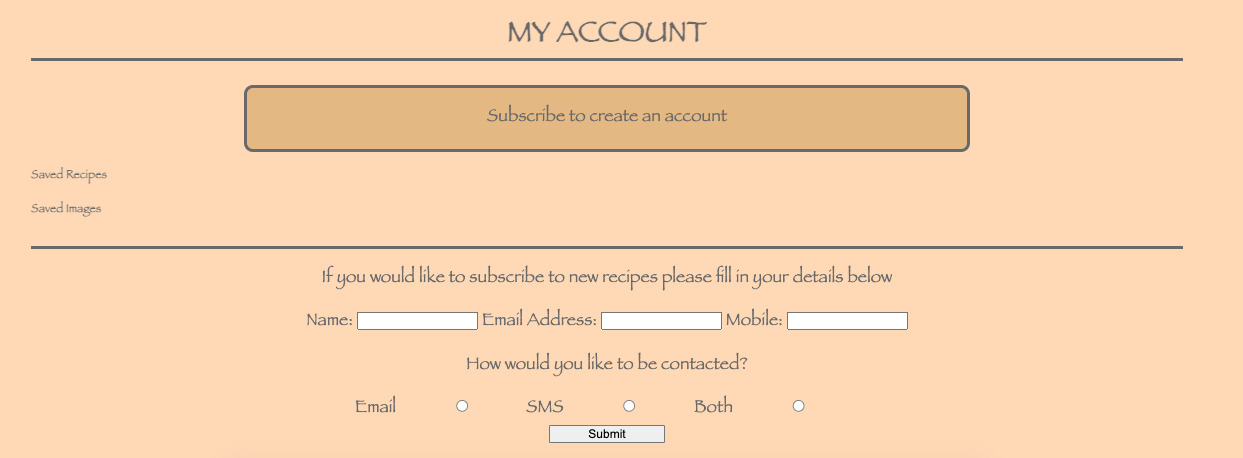 MY ACCOUNT
Subscribe to create an account
Saved Recipes
Saved Images
If you would like to subscribe to new recipes please fill in your details below
Name: Email Address: Mobile:
How would you like to be contacted?
Email SMS Both
Submit